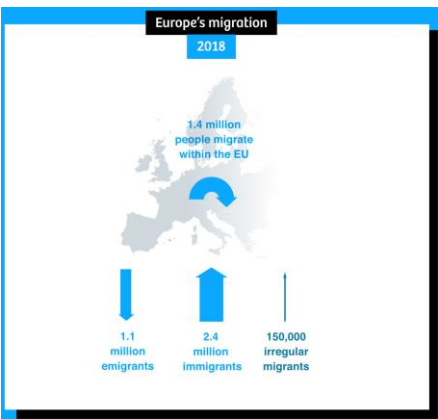 Europe's migration
2018
1.4 million
people migrate
within the EU
1.1
million
emigrants
2.4
million
immigrants
150,000
irregular
migrants